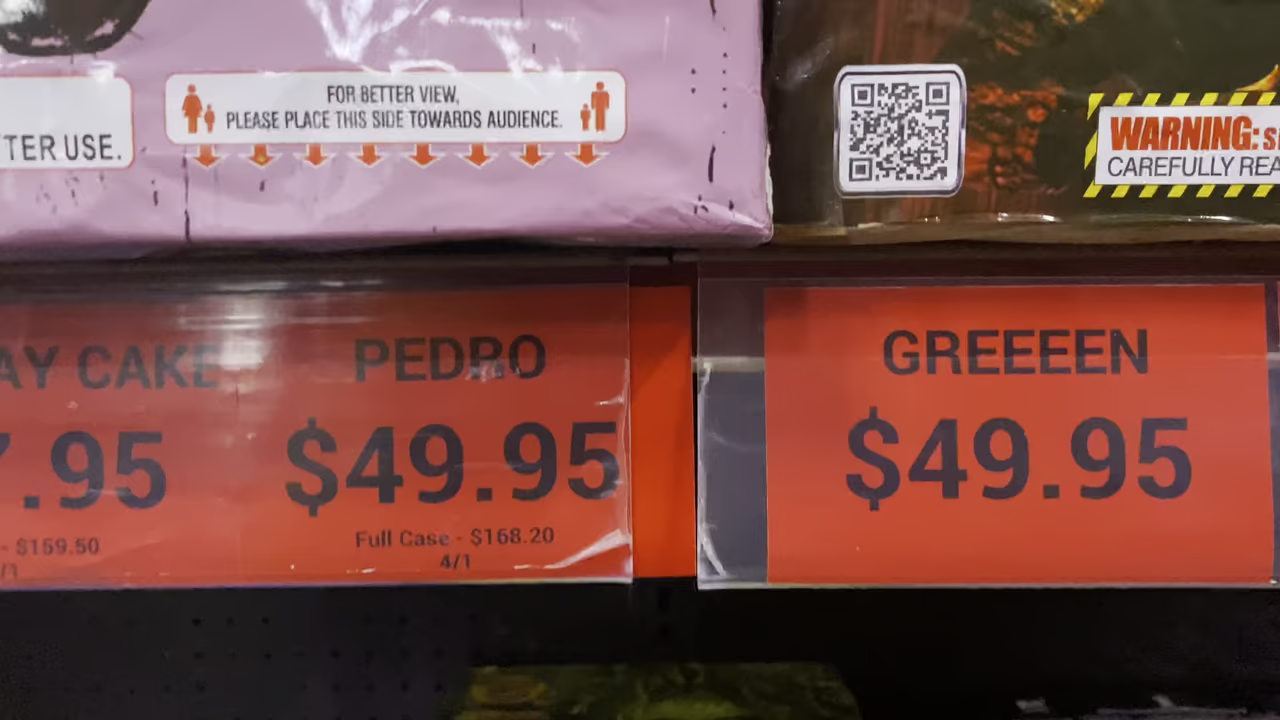 TER USE.
FOR BETTER VIEW,
PLEASE PLACE THIS SIDE TOWARDS AUDIENCE.
WARNING:
CAREFULLY REA
AY CAKE
.95
- $159.50
PEDRO
$49.95
Full Case - $168.20
4/1
GREEEEN
$49.95